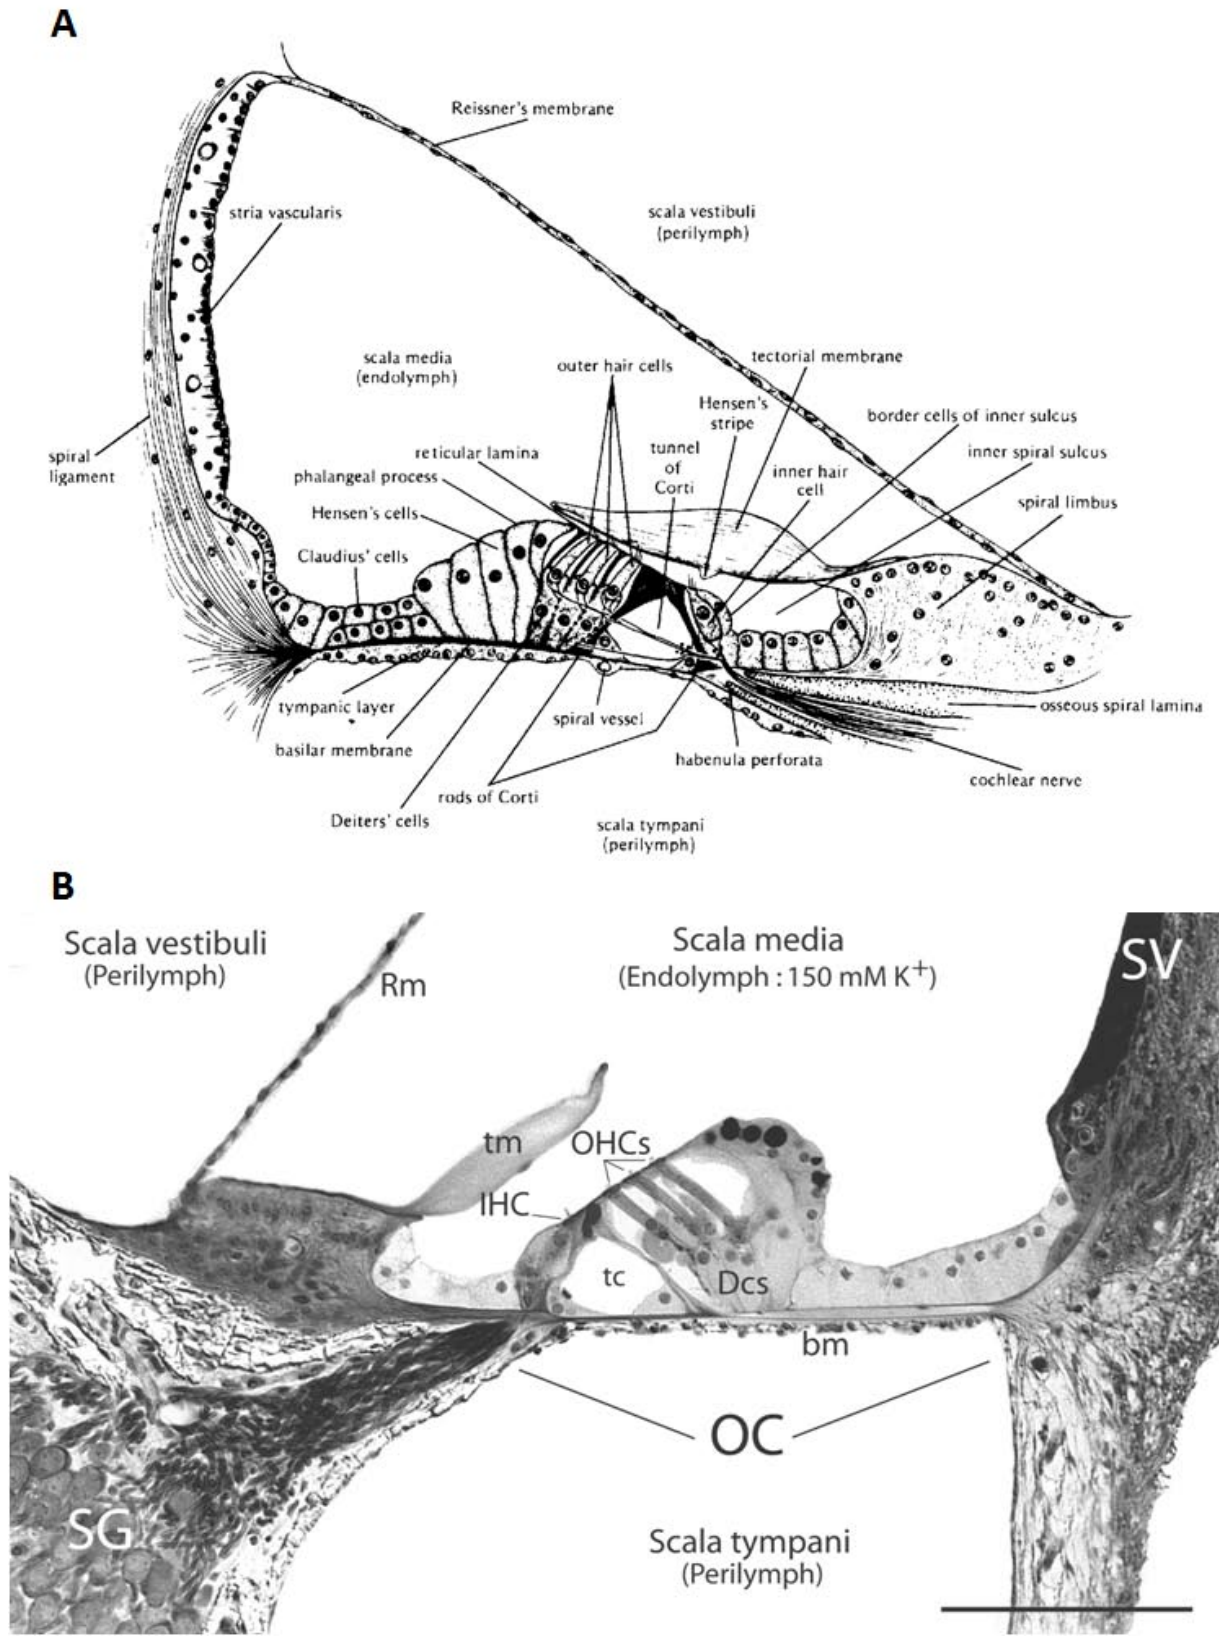 A
Reissner's membrane
stria vascularis
scala vestibuli
(perilymph)
scala media
(endolymph)
outer hair cells
tectorial membrane
Hensen's
stripe
border cells of inner sulcus
spiral
ligament
reticular lamina
tunnel
of
Corti
inner hair
cell
inner spiral sulcus
phalangeal process
spiral limbus
Hensen's cells
Claudius' cells
tympanic layer
spiral vessel
osseous spiral lamina
basilar membrane
habenula perforata
cochlear nerve
rods of Corti
Deiters' cells
scala tympani
(perilymph)
B
Scala vestibuli
(Perilymph)
Rm
Scala media
(Endolymph : 150 mM K+)
SV
tm
OHCs
IHC
tc
Dcs
bm
OC
SG
Scala tympani
(Perilymph)